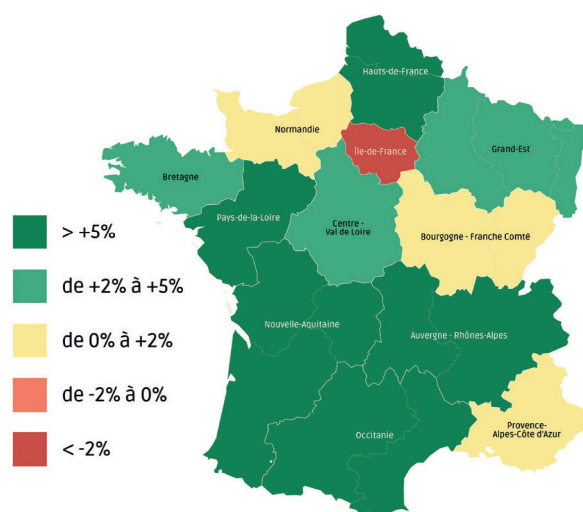 Hauts-de-France
Normandie
Île-de-France
Grand-Est
Bretagne
Pays-de-la-Loire
Centre -
Val de Loire
Bourgogne - Franche Comté
Nouvelle-Aquitaine
Auvergne - Rhônes-Alpes
Occitanie
Provence-
Alpes-Côte d'Azur
> +5%
de +2% à +5%
de 0% à +2%
de -2% à 0%
< -2%